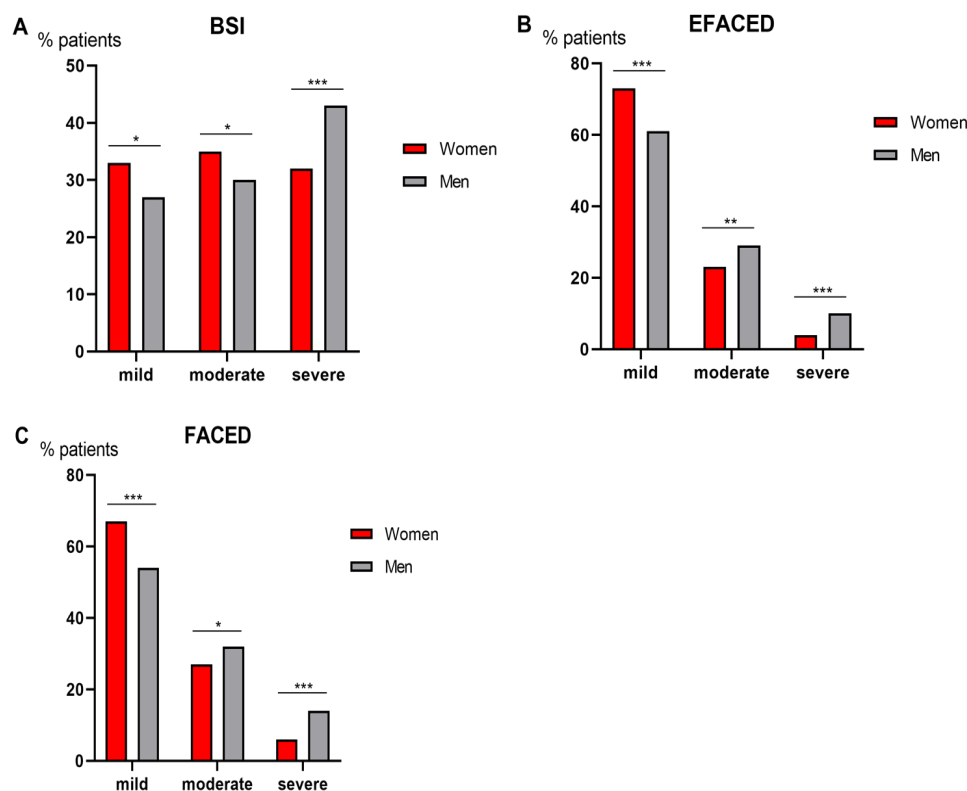 A BSI
% patients
50
40
30
20
10
0
*
*
***
mild moderate severe
Women
Men
B EFACED
% patients
80
60
40
20
0
***
**
***
mild moderate severe
Women
Men
C FACED
% patients
80
60
40
20
0
***
*
***
mild moderate severe
Women
Men